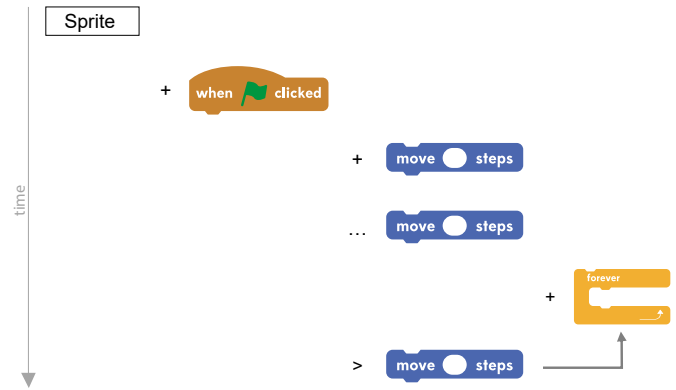 Sprite
+ when clicked
+ move steps
... move steps
forever
+
> move steps
time